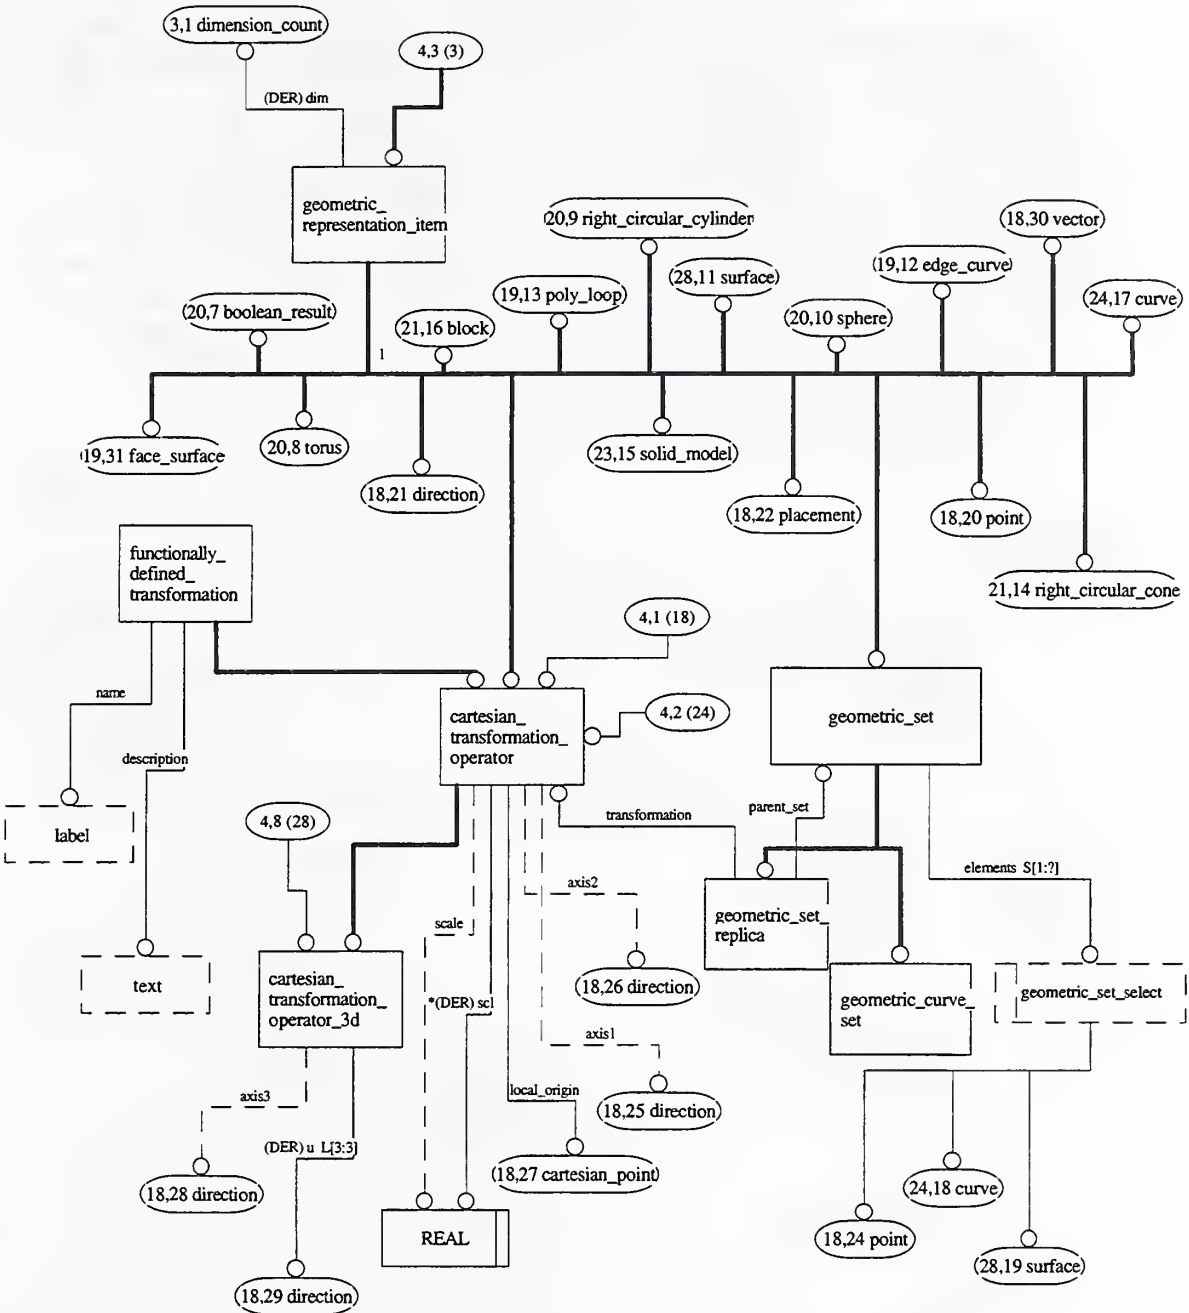 3,1 dimension_count
4,3 (3)
(DER) dim
geometric_
representation_item
20,9 right_circular_cylinder
18,30 vector
(19,12 edge_curve)
(28,11 surface)
19,13 poly_loop
24,17 curve
(20,7 boolean_result)
21,16 block
20,10 sphere
1
19,31 face_surface
20,8 torus
23,15 solid_model
18,21 direction
18,22 placement
18,20 point
21,14 right_circular_cone
functionally_
defined_
transformation
4,1 (18)
name
cartesian_
transformation_
operator
4,2 (24)
geometric_set
description
label
4,8 (28)
transformation
parent_set
elements S[1:?]
axis2
scale
geometric_set_
replica
text
cartesian_
transformation_
operator_3d
18,26 direction
geometric_curve_
set
geometric_set_select
*(DER) scl
axis1
axis3
local_origin
18,25 direction
(DER) u L[3:3]
18,28 direction
(18,27 cartesian_point)
24,18 curve
REAL
18,24 point
(28,19 surface)
(18,29 direction)